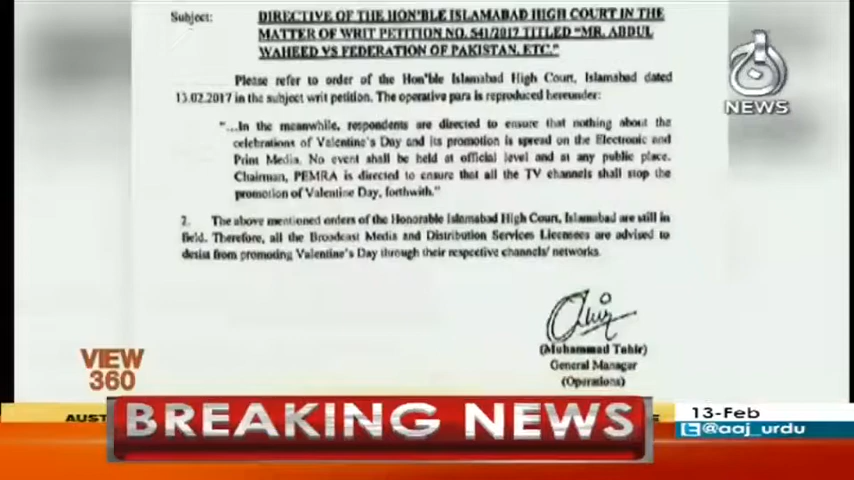 Subject:
DIRECTIVE OF THE HON'BLE ISLAMABAD HIGH COURT IN THE
MATTER OF WRIT PETITION NO. 541/2017 TITLED "MR. ABDUL
WAHEED VS FEDERATION OF PAKISTAN, ETC."
Please refer to order of the Hon'ble Islamabad High Court, Islamabad dated
13.02.2017 in the subject writ petition. The operative para is reproduced hereunder:
"...In the meanwhile, respondents are directed to ensure that nothing about the
celebrations of Valentine's Day and its promotion is spread on the Electronic and
Print Media. No event shall be held at official level and at any public place.
Chairman, PEMRA is directed to ensure that all the TV channels shall stop the
promotion of Valentine Day, forthwith."
2. The above mentioned orders of the Honorable Islamabad High Court, Islamabad are still in
field. Therefore, all the Broadcast Media and Distribution Services Licensees are advised to
desist from promoting Valentine's Day through their respective channels/ networks.
(Muhammad Tahir)
General Manager
(Operations)
NEWS
VIEW
360
AUST
BREAKING NEWS
13-Feb
@aaj_urdu